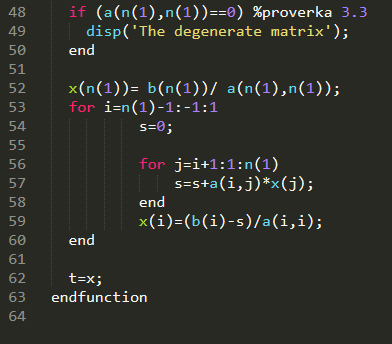 48 if (a(n(1),n(1))==0) %proverka 3.3
49 disp('The degenerate matrix');
50 end
51
52 x(n(1))= b(n(1))/ a(n(1),n(1));
53 for i=n(1)-1:-1:1
54 s=0;
55
56 for j=i+1:1:n(1)
57 s=s+a(i,j)*x(j);
58 end
59 x(i)=(b(i)-s)/a(i,i);
60 end
61
62 t=x;
63 endfunction
64